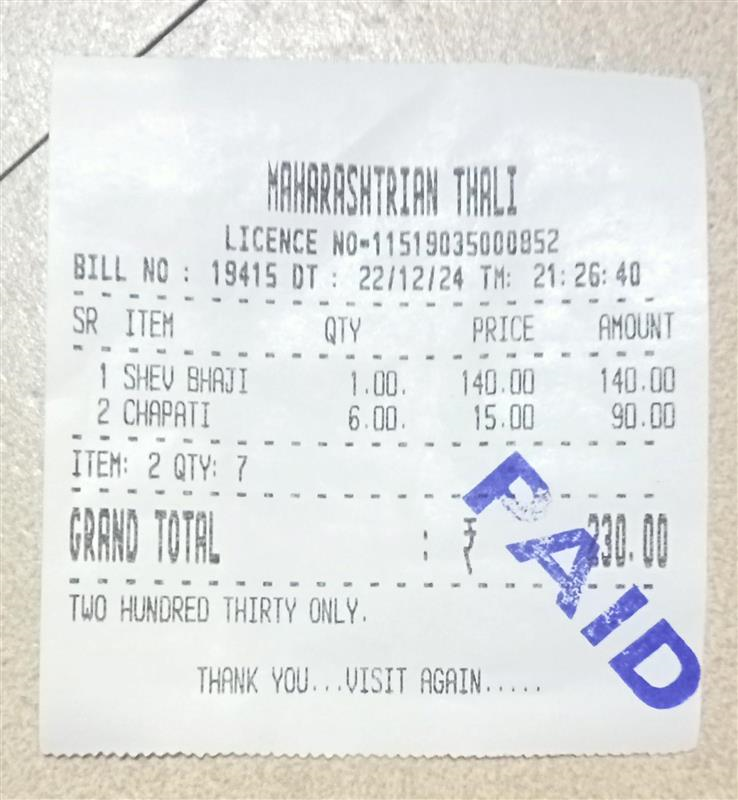 MAHARASHTRIAN THALI
LICENCE NO-11519035000852
BILL NO : 19415 DT : 22/12/24 TM: 21:26:40
SR ITEM QTY PRICE AMOUNT
1 SHEV BHAJI 1.00. 140.00 140.00
2 CHAPATI 6.00. 15.00 90.00
ITEM: 2 QTY: 7
GRAND TOTAL : ₹ 230.00
PAID
TWO HUNDRED THIRTY ONLY.
THANK YOU...VISIT AGAIN.....